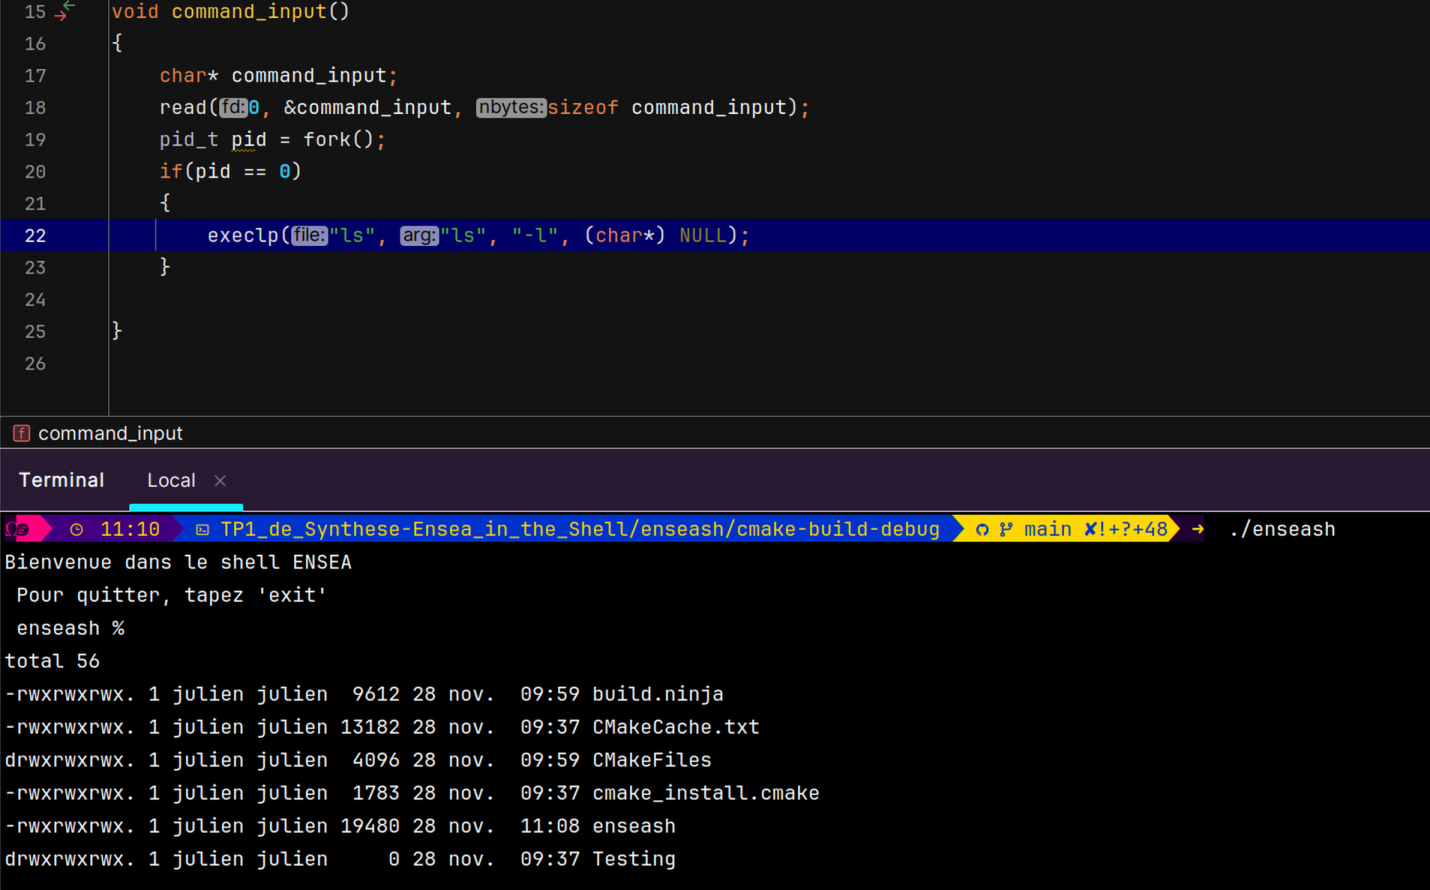 15 void command_input()
16 {
17 char* command_input;
18 read(fd:0, &command_input, nbytes:sizeof command_input);
19 pid_t pid = fork();
20 if(pid == 0)
21 {
22 execlp(file:"ls", arg:"ls", "-l", (char*) NULL);
23 }
24
25 }
26
f command_input
Terminal Local ×
11:10 TP1_de_Synthese-Ensea_in_the_Shell/enseash/cmake-build-debug main ✘!+?+48 → ./enseash
Bienvenue dans le shell ENSEA
Pour quitter, tapez 'exit'
enseash %
total 56
-rwxrwxrwx. 1 julien julien 9612 28 nov. 09:59 build.ninja
-rwxrwxrwx. 1 julien julien 13182 28 nov. 09:37 CMakeCache.txt
drwxrwxrwx. 1 julien julien 4096 28 nov. 09:59 CMakeFiles
-rwxrwxrwx. 1 julien julien 1783 28 nov. 09:37 cmake_install.cmake
-rwxrwxrwx. 1 julien julien 19480 28 nov. 11:08 enseash
drwxrwxrwx. 1 julien julien 0 28 nov. 09:37 Testing